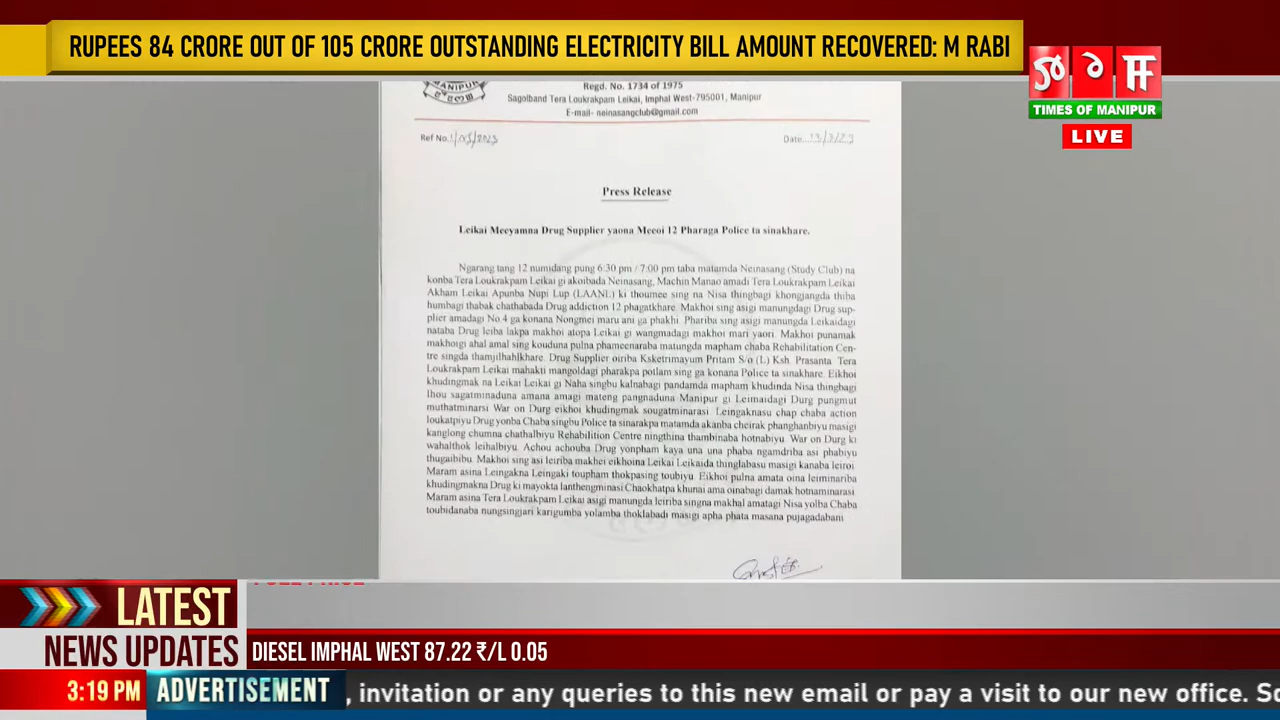 RUPEES 84 CRORE OUT OF 105 CRORE OUTSTANDING ELECTRICITY BILL AMOUNT RECOVERED: M RABI
TIMES OF MANIPUR
LIVE
MANIPUR
Regd. No. 1734 of 1975
Sagolband Tera Loukrakpam Leikai, Imphal West-795001, Manipur
E-mail- neinasangclub@gmail.com
Ref No.
Date...
Press Release
Leikai Meeyamna Drug Supplier yaona Meeoi 12 Pharaga Police ta sinakhare.
Ngarang tang 12 numidang pung 6:30 pm / 7:00 pm taba matamda Neinasang (Study Club) na
konba Tera Loukrakpam Leikai gi akoibada Neinasang, Machin Manao amadi Tera Loukrakpam Leikai
Akham Leikai Apunba Nupi Lup (LAANL) ki thoumee sing na Nisa thingbagi khongjangda thiba
humbagi thabak chathabada Drug addiction 12 phagatkhare. Makhoi sing asigi manungdagi Drug sup-
plier amadagi No.4 ga konana Nongmei maru ani ga phakhi. Phariba sing asigi manungda Leikaidagi
nataba Drug leiba lakpa makhoi atopa Leikai gi wangmadagi makhoi mari yaori. Makhoi punamak
makhoigi ahal amal sing kouduna pulna phameenaraba matungda mapham chaba Rehabilitation Cen-
tre singda thamjilhahlkhare. Drug Supplier oiriba Ksketrimayum Pritam S/o (L) Ksh. Prasanta Tera
Loukrakpam Leikai mahakti mangoldagi pharakpa potlam sing ga konana Police ta sinakhare. Eikhoi
khudingmak na Leikai Leikai gi Naha singbu kalnabagi pandamda mapham khudinda Nisa thingbagi
Ihou sagatminaduna amana amagi mateng pangnaduna Manipur gi Leimaidagi Durg pungmut
muthatminarsi War on Durg eikhoi khudingmak sougatminarasi. Leingaknasu chap chaba action
loukatpiyu Drug yonba Chaba singbu Police ta sinarakpa matamda akanba cheirak phanghanbiyu masigi
kanglong chumna chathalbiyu Rehabilition Centre ningthina thambinaba hotnabiyu. War on Durg ki
wahalthok leihalbiyu. Achou achouba Drug yonpham kaya una una phaba ngamdriba asi phabiyu
thugaibibu. Makhoi sing asi leiriba makhei eikhoina Leikai Leikaida thinglabasu masigi kanaba leiroi
Maram asina Leingakna Leingaki toupham thokpasing toubiyu. Eikhoi pulna amata oina leiminariba
khudingmakna Drug ki mayokta lanthengminasi Chaokhatpa khunai ama oinabagi damak hotnaminarasi
Maram asina Tera Loukrakpam Leikai asigi manungda leiriba singna makhal amatagi Nisa yolba Chaba
toubidanaba nungsingjari karigumba yolamba thoklabadi masigi apha phata masana pujagadabani
LATEST
NEWS UPDATES
DIESEL IMPHAL WEST 87.22 ₹/L 0.05
3:19 PM
ADVERTISEMENT
, invitation or any queries to this new email or pay a visit to our new office. So